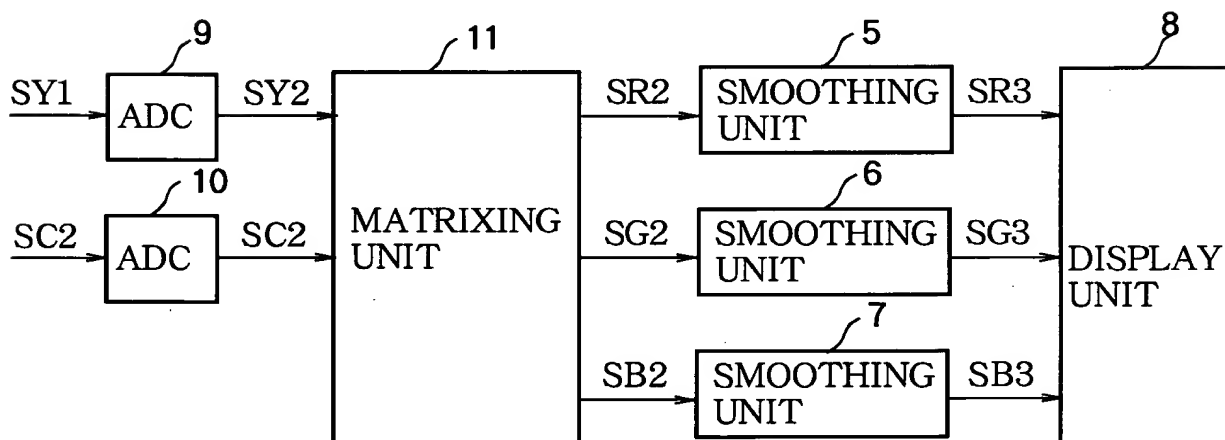 9
11
5
8
SY1
ADC
SY2
SR2
SMOOTHING
UNIT
SR3
10
6
SC2
ADC
SC2
MATRIXING
UNIT
SG2
SMOOTHING
UNIT
SG3
DISPLAY
UNIT
7
SB2
SMOOTHING
UNIT
SB3